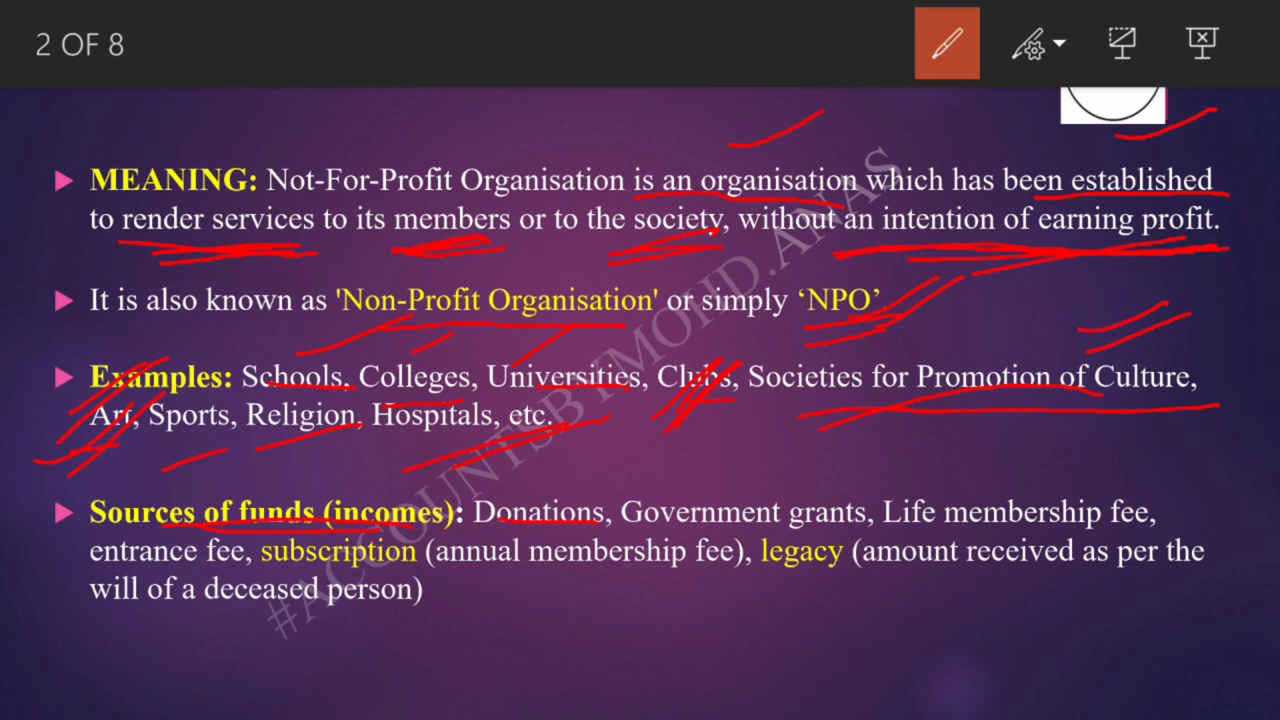 2 OF 8
MEANING: Not-For-Profit Organisation is an organisation which has been established
to render services to its members or to the society, without an intention of earning profit.
It is also known as 'Non-Profit Organisation' or simply ‘NPO’
Examples: Schools, Colleges, Universities, Clubs, Societies for Promotion of Culture,
Art, Sports, Religion, Hospitals, etc.
Sources of funds (incomes): Donations, Government grants, Life membership fee,
entrance fee, subscription (annual membership fee), legacy (amount received as per the
will of a deceased person)
#ACCOUNTSBYMOHD.ANAS